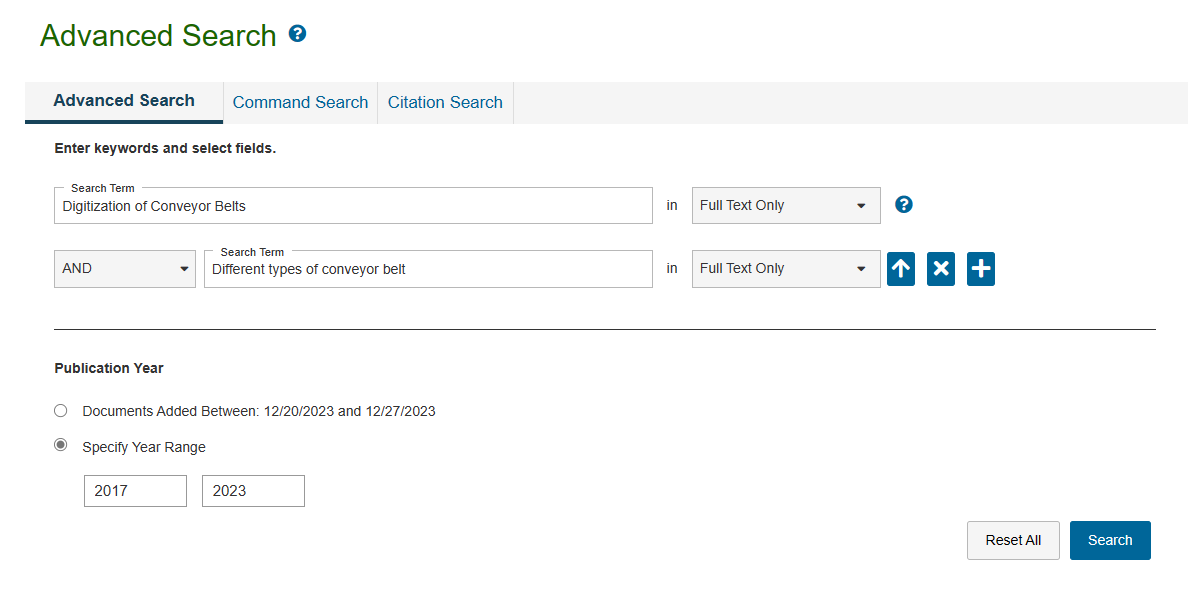 Advanced Search ?
Advanced Search Command Search Citation Search
Enter keywords and select fields.
Search Term
Digitization of Conveyor Belts in Full Text Only ?
Search Term
AND Different types of conveyor belt in Full Text Only
Publication Year
Documents Added Between: 12/20/2023 and 12/27/2023
Specify Year Range
2017 2023
Reset All Search